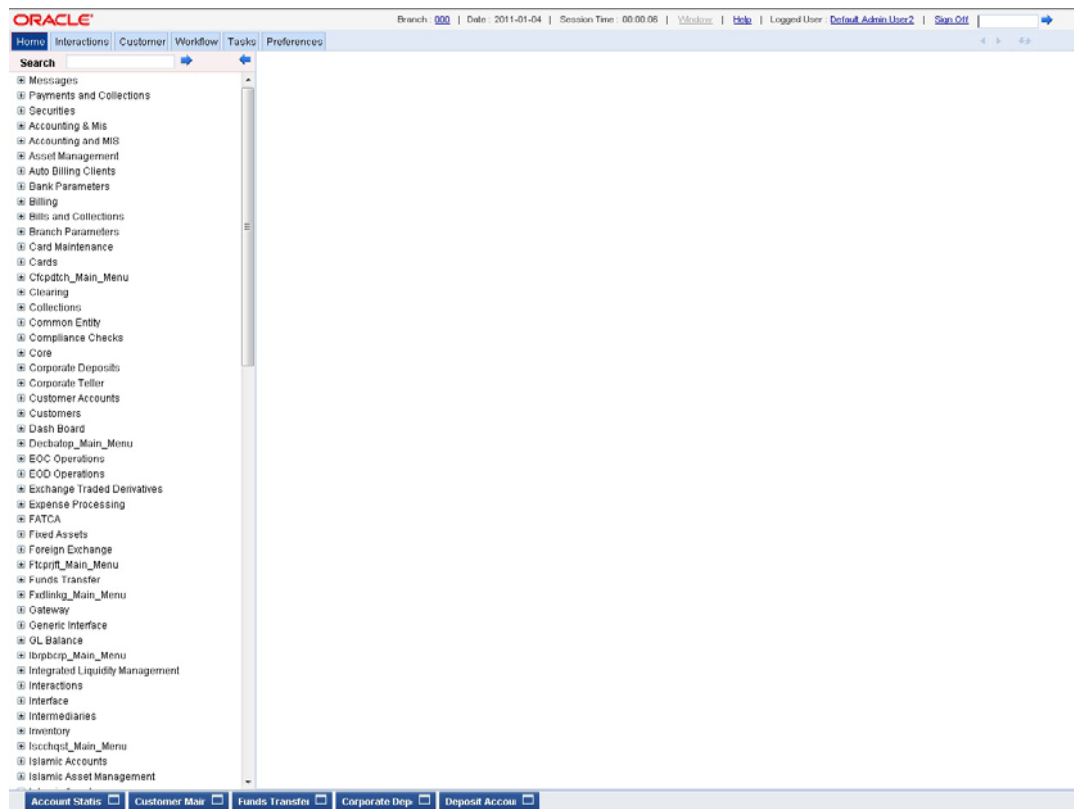 ORACLE
Branch : 000 | Date : 2011-01-04 | Session Time : 00:00:06 | Window | Help | Logged User : Default Admin User2 | Sign Off
Home Interactions Customer Workflow Tasks Preferences
Search
Messages
Payments and Collections
Securities
Accounting & Mis
Accounting and MIS
Asset Management
Auto Billing Clients
Bank Parameters
Billing
Bills and Collections
Branch Parameters
Card Maintenance
Cards
Cfcpdtch_Main_Menu
Clearing
Collections
Common Entity
Compliance Checks
Core
Corporate Deposits
Corporate Teller
Customer Accounts
Customers
Dash Board
Decbatop_Main_Menu
EOC Operations
EOD Operations
Exchange Traded Derivatives
Expense Processing
FATCA
Fixed Assets
Foreign Exchange
Ftcprjft_Main_Menu
Funds Transfer
Fxdlinkg_Main_Menu
Gateway
Generic Interface
GL Balance
Ibrpbcrp_Main_Menu
Integrated Liquidity Management
Interactions
Interface
Intermediaries
Inventory
Iscchqst_Main_Menu
Islamic Accounts
Islamic Asset Management
Account Statis Customer Mair Funds Transfer Corporate Dep Deposit Accou